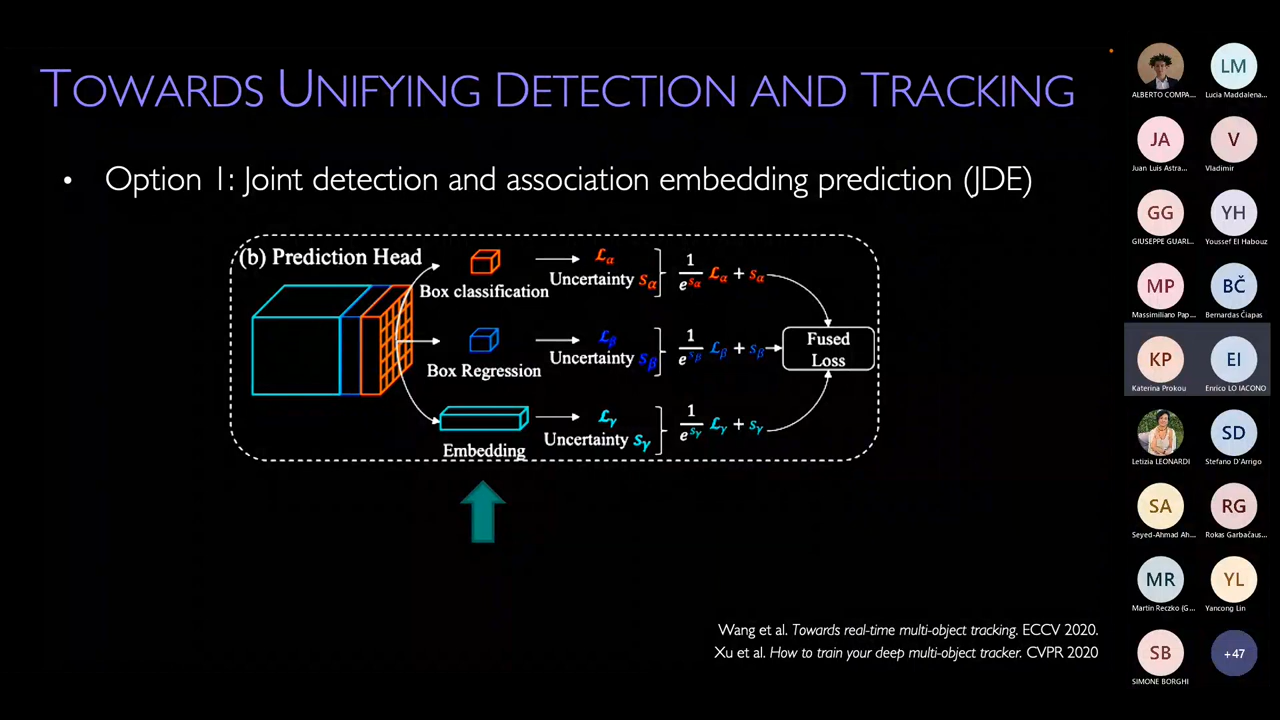 TOWARDS UNIFYING DETECTION AND TRACKING
• Option 1: Joint detection and association embedding prediction (JDE)
(b) Prediction Head
Box classification
ℒα
Uncertainty sα
1/e^sα ℒα + sα
Box Regression
ℒβ
Uncertainty sβ
1/e^sβ ℒβ + sβ
Fused
Loss
Embedding
ℒγ
Uncertainty sγ
1/e^sγ ℒγ + sγ
Wang et al. Towards real-time multi-object tracking. ECCV 2020.
Xu et al. How to train your deep multi-object tracker. CVPR 2020
ALBERTO COMPA...
LM
Lucia Maddalena...
JA
Juan Luis Astra...
V
Vladimir
GG
GIUSEPPE GUARI...
YH
Youssef El Habouz
MP
Massimiliano Pap...
BČ
Bernardas Čiapas
KP
Katerina Prokou
EI
Enrico LO IACONO
Letizia LEONARDI
SD
Stefano D'Arrigo
SA
Seyed-Ahmad Ah...
RG
Rokas Garbačaus...
MR
Martin Reczko (G...
YL
Yancong Lin
SB
SIMONE BORGHI
+47